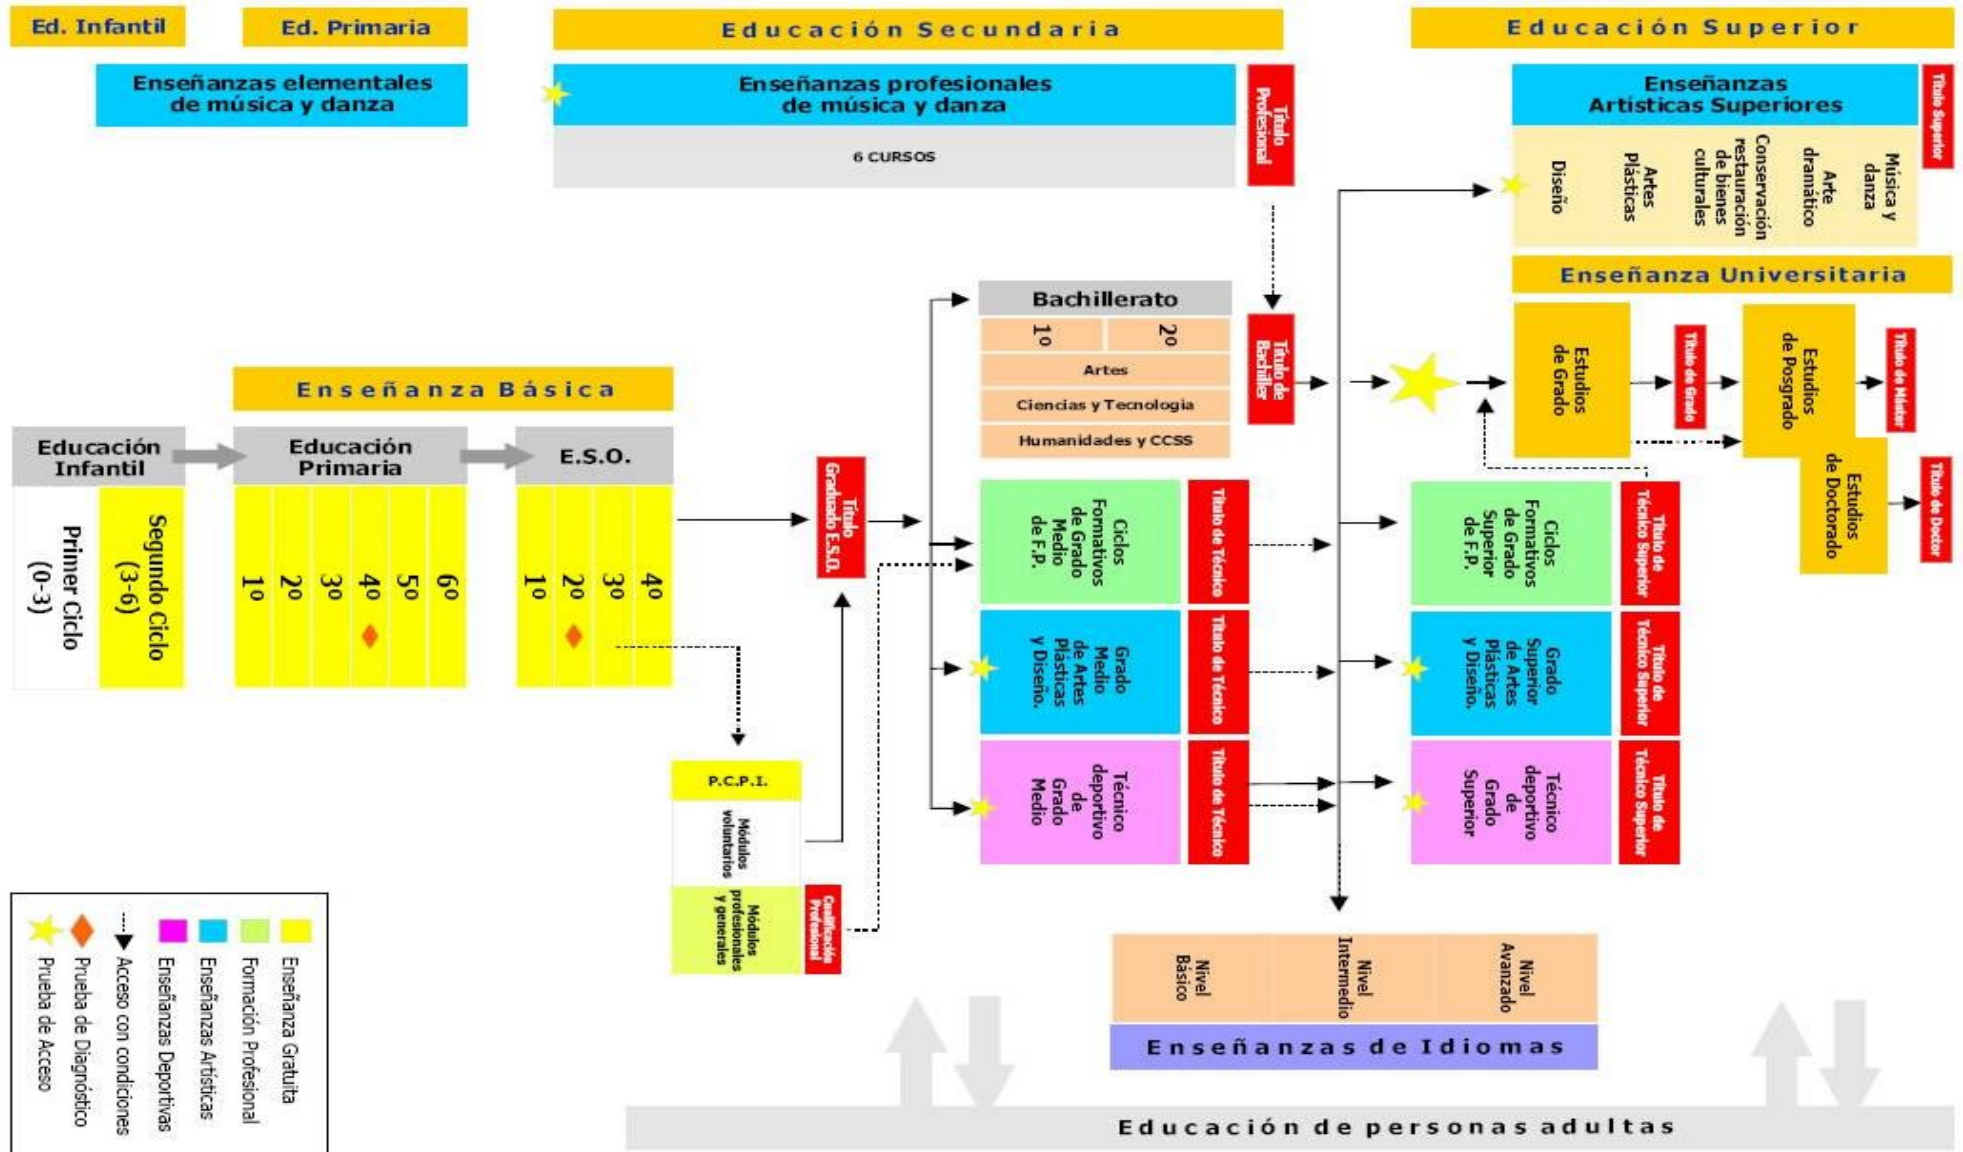 Ed. Infantil
Ed. Primaria
Educación Secundaria
Educación Superior
Enseñanzas elementales
de música y danza
Enseñanzas profesionales
de música y danza
6 CURSOS
Título
Profesional
Enseñanzas
Artísticas Superiores
Título Superior
Diseño
Artes
Plásticas
Conservación
restauración
de bienes
culturales
Arte
dramático
Música y
danza
Enseñanza Universitaria
Bachillerato
1º
2º
Artes
Ciencias y Tecnologia
Humanidades y CCSS
Título de
Bachiller
Estudios
de Grado
Título de Grado
Estudios
de Posgrado
Título de Máster
Estudios
de Doctorado
Título de Doctor
Enseñanza Básica
Educación
Infantil
Educación
Primaria
E.S.O.
Primer Ciclo
(0-3)
Segundo Ciclo
(3-6)
1º
2º
3º
4º
5º
6º
1º
2º
3º
4º
Título
Graduado E.S.O.
Ciclos
Formativos
de Grado
Medio
de F.P.
Título de Técnico
Ciclos
Formativos
de Grado
Superior
de F.P.
Título de
Técnico Superior
Grado
Medio
de Artes
Plásticas
y Diseño.
Título de Técnico
Grado
Superior
de Artes
Plásticas
y Diseño.
Título de
Técnico Superior
Técnico
deportivo
de
Grado
Medio
Título de Técnico
Técnico
deportivo
de
Grado
Superior
Título de
Técnico Superior
P.C.P.I.
Módulos
voluntarios
Módulos
profesionales
y generales
Cualificación
Profesional
Nivel
Básico
Nivel
Intermedio
Nivel
Avanzado
Enseñanzas de Idiomas
Educación de personas adultas
Enseñanza Gratuita
Formación Profesional
Enseñanzas Artísticas
Enseñanzas Deportivas
Acceso con condiciones
Prueba de Diagnóstico
Prueba de Acceso